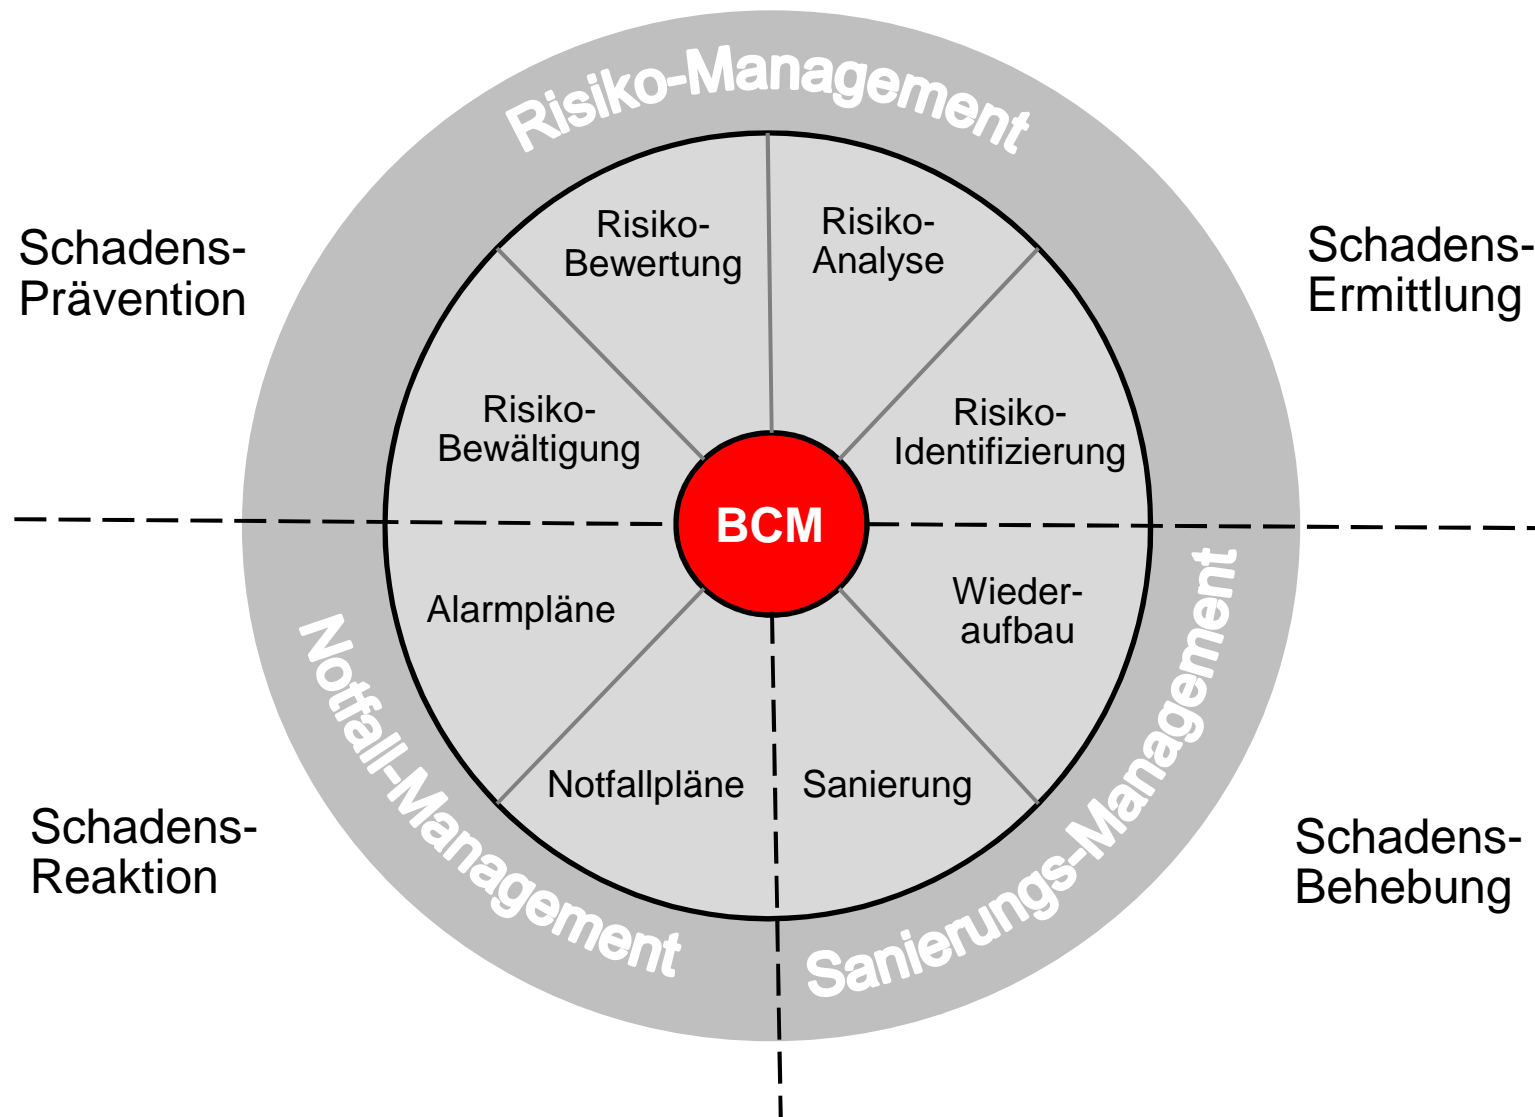 Risiko-Management
Schadens-
Prävention
Risiko-
Bewertung
Risiko-
Analyse
Schadens-
Ermittlung
Risiko-
Bewältigung
Risiko-
Identifizierung
BCM
Alarmpläne
Wieder-
aufbau
Notfall-Management
Sanierungs-Management
Notfallpläne
Sanierung
Schadens-
Reaktion
Schadens-
Behebung